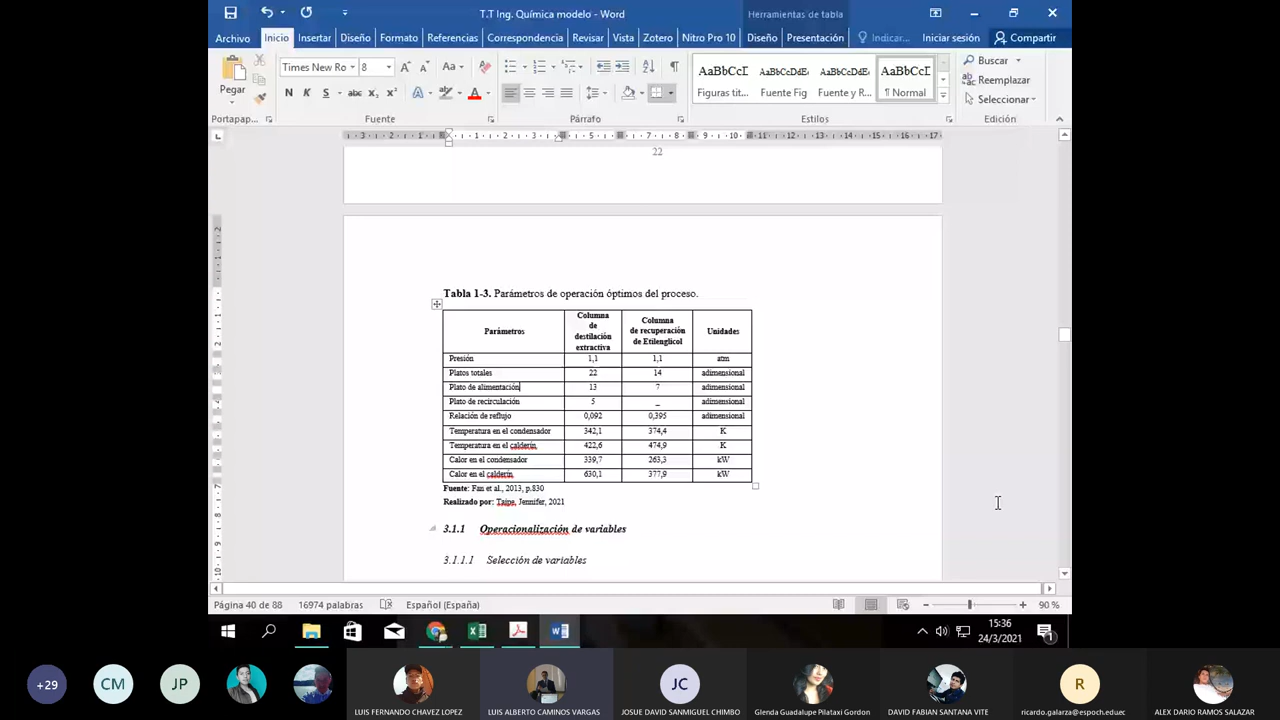 T.T Ing. Química modelo - Word
Herramientas de tabla
Archivo Inicio Insertar Diseño Formato Referencias Correspondencia Revisar Vista Zotero Nitro Pro 10 Diseño Presentación Indicar... Iniciar sesión Compartir
Pegar
Times New Ro 8
N K S abc x₂ x²
AaBbCcD AaBbCcDdEe AaBbCcDdE AaBbCcD
Figuras tit... Fuente Fig Fuente y R... ¶ Normal
Buscar
Reemplazar
Seleccionar
Portapap... Fuente Párrafo Estilos Edición
22
Tabla 1-3. Parámetros de operación óptimos del proceso.
Parámetros
Columna
de
destilación
extractiva
Columna
de recuperación
de Etilenglicol
Unidades
Presión 1,1 1,1 atm
Platos totales 22 14 adimensional
Plato de alimentación 13 7 adimensional
Plato de recirculación 5 _ adimensional
Relación de reflujo 0,092 0,395 adimensional
Temperatura en el condensador 342,1 374,4 K
Temperatura en el calderín 422,6 474,9 K
Calor en el condensador 339,7 263,3 kW
Calor en el calderín 630,1 377,9 kW
Fuente: Fan et al., 2013, p.830
Realizado por: Taipe, Jennifer, 2021
3.1.1 Operacionalización de variables
3.1.1.1 Selección de variables
Página 40 de 88 16974 palabras Español (España) 90 %
15:36
24/3/2021
+29 CM JP JC R
LUIS FERNANDO CHAVEZ LOPEZ LUIS ALBERTO CAMINOS VARGAS JOSUE DAVID SANMIGUEL CHIMBO Glenda Guadalupe Pilataxi Gordon DAVID FABIAN SANTANA VITE ricardo.galarza@espoch.edu.ec ALEX DARIO RAMOS SALAZAR